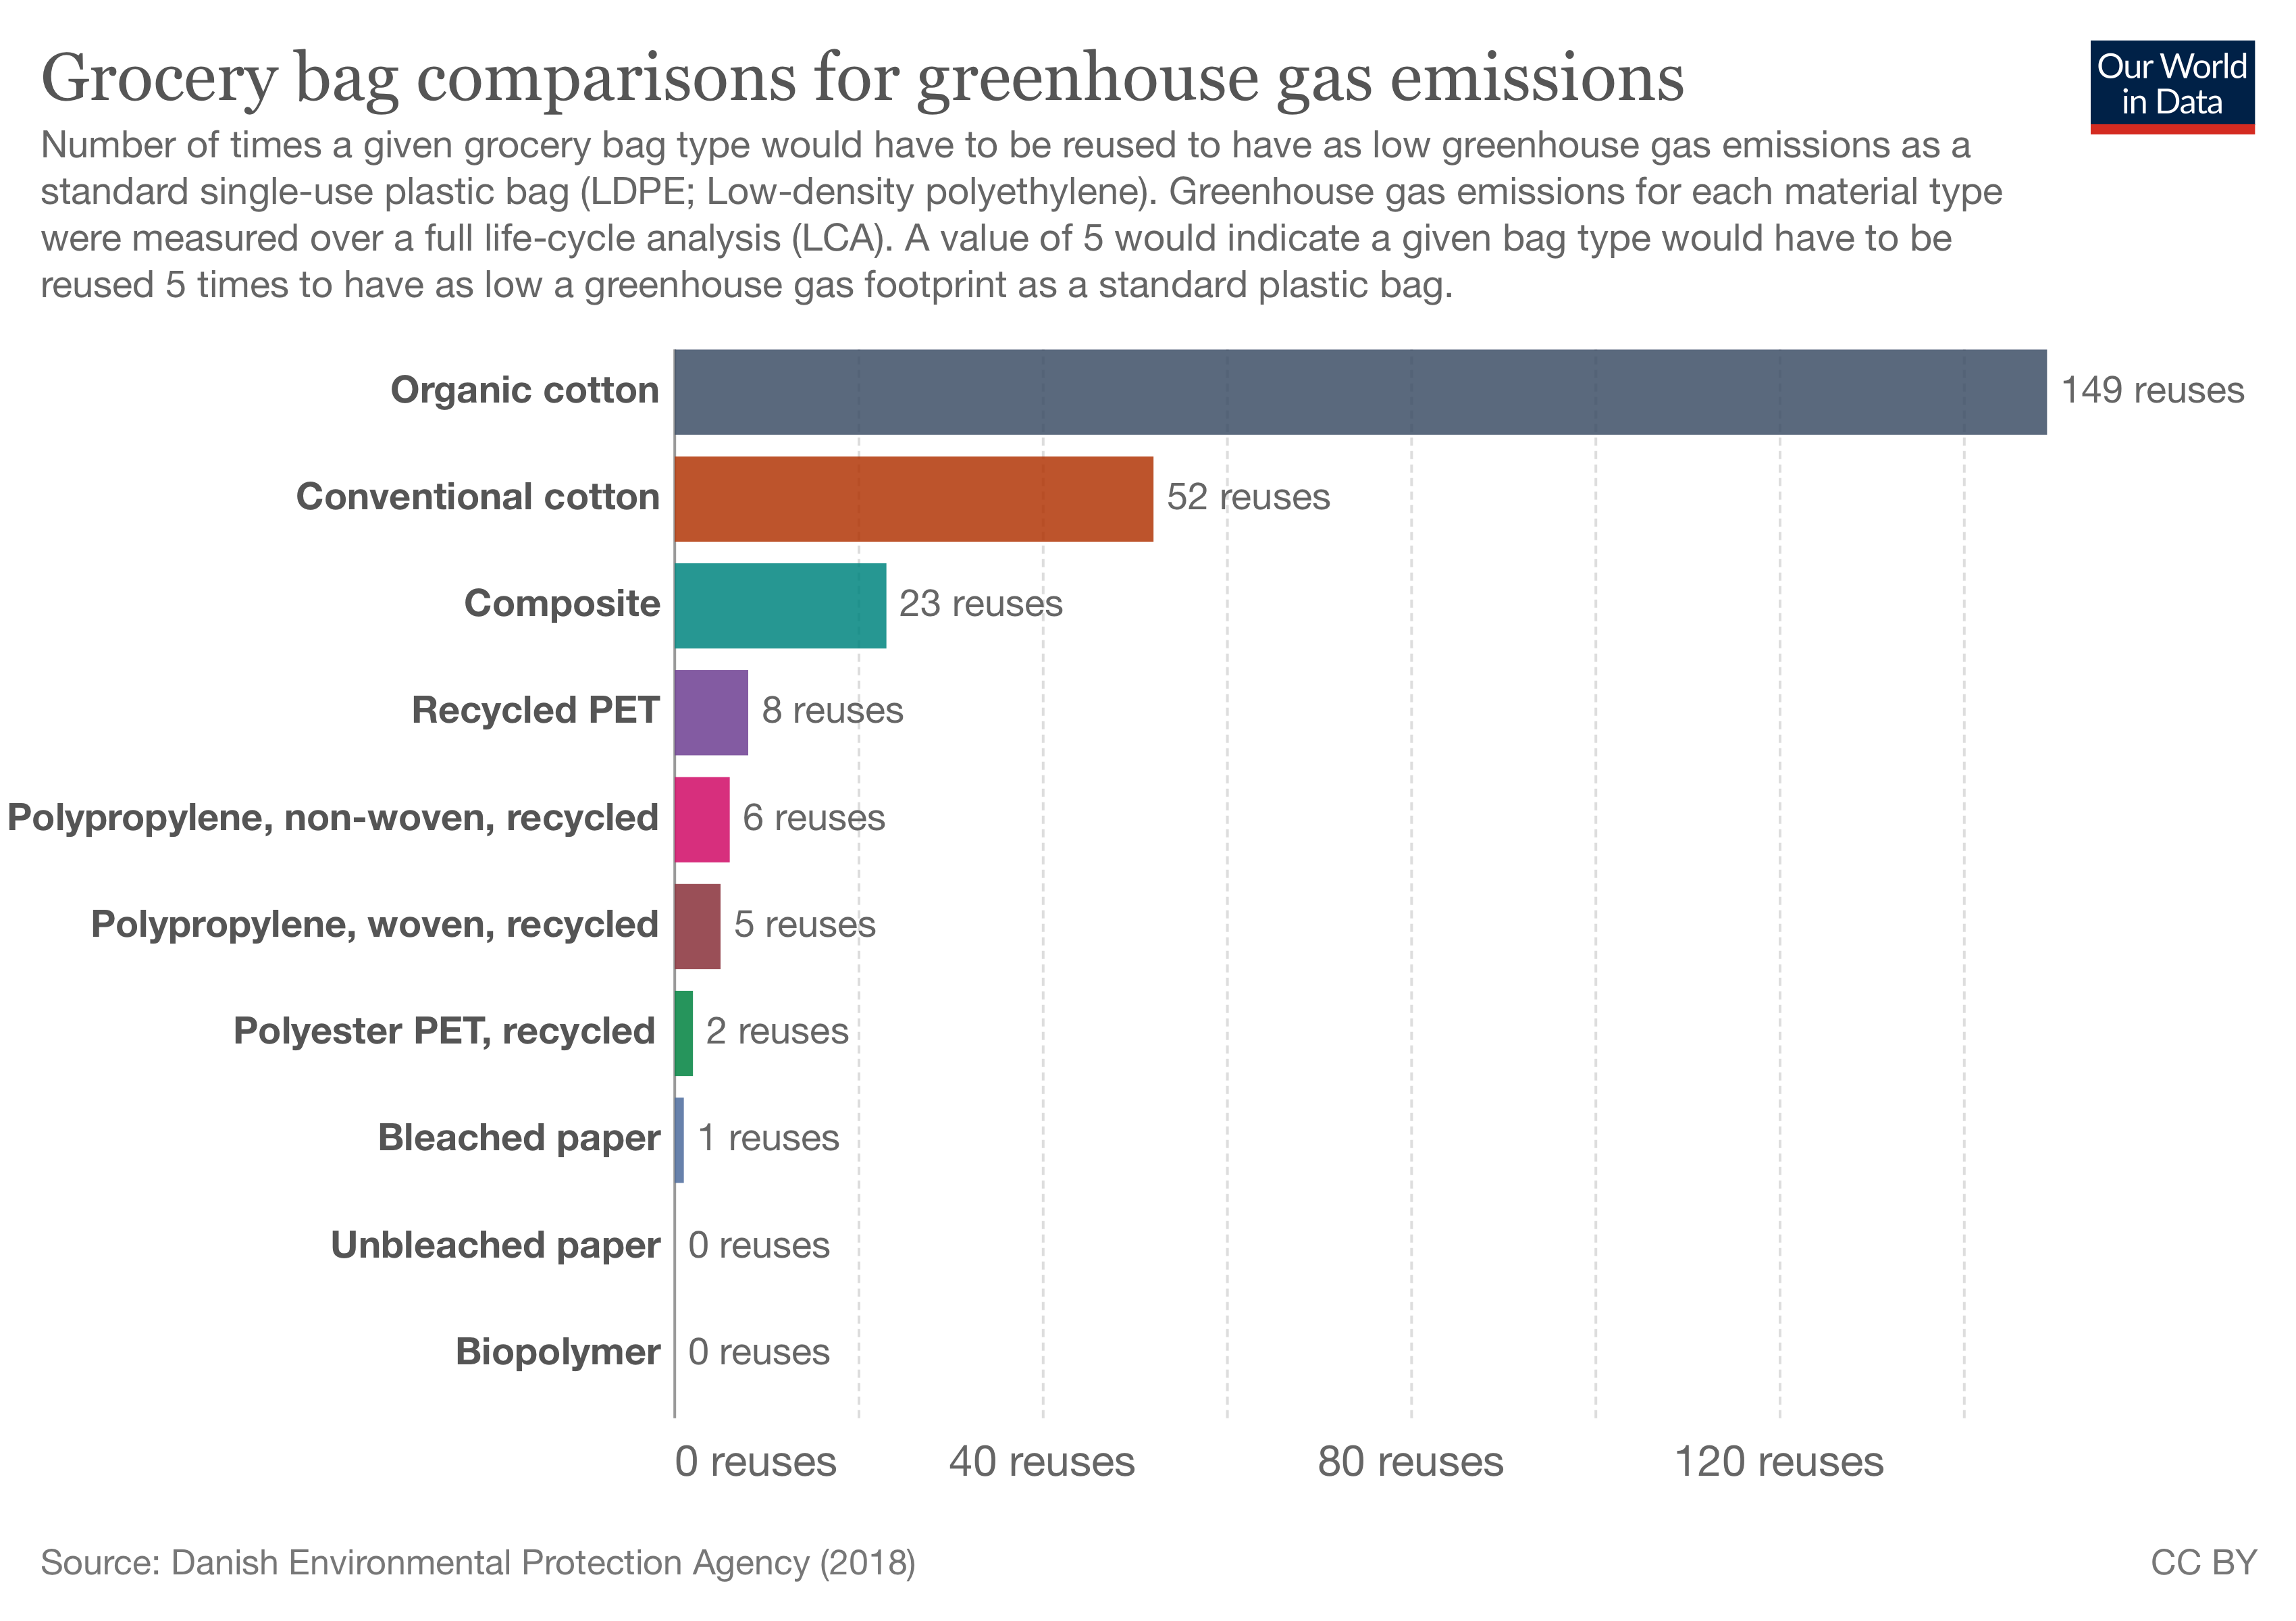 Grocery bag comparisons for greenhouse gas emissions
Our World
in Data
Number of times a given grocery bag type would have to be reused to have as low greenhouse gas emissions as a
standard single-use plastic bag (LDPE; Low-density polyethylene). Greenhouse gas emissions for each material type
were measured over a full life-cycle analysis (LCA). A value of 5 would indicate a given bag type would have to be
reused 5 times to have as low a greenhouse gas footprint as a standard plastic bag.
Organic cotton 149 reuses
Conventional cotton 52 reuses
Composite 23 reuses
Recycled PET 8 reuses
Polypropylene, non-woven, recycled 6 reuses
Polypropylene, woven, recycled 5 reuses
Polyester PET, recycled 2 reuses
Bleached paper 1 reuses
Unbleached paper 0 reuses
Biopolymer 0 reuses
0 reuses 40 reuses 80 reuses 120 reuses
Source: Danish Environmental Protection Agency (2018) CC BY